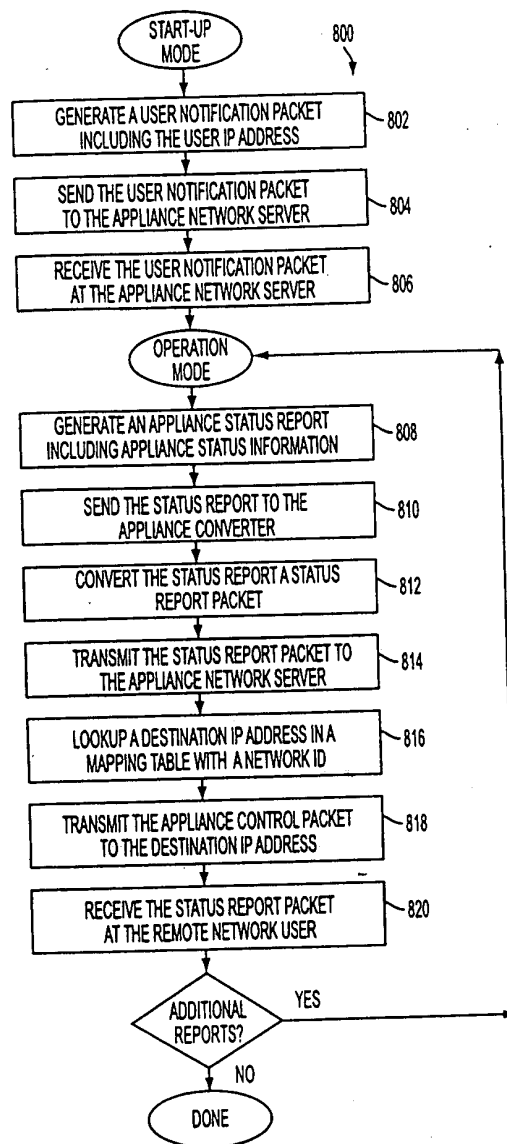 START-UP
MODE
800
GENERATE A USER NOTIFICATION PACKET
INCLUDING THE USER IP ADDRESS
802
SEND THE USER NOTIFICATION PACKET
TO THE APPLIANCE NETWORK SERVER
804
RECEIVE THE USER NOTIFICATION PACKET
AT THE APPLIANCE NETWORK SERVER
806
OPERATION
MODE
GENERATE AN APPLIANCE STATUS REPORT
INCLUDING APPLIANCE STATUS INFORMATION
808
SEND THE STATUS REPORT TO THE
APPLIANCE CONVERTER
810
CONVERT THE STATUS REPORT A STATUS
REPORT PACKET
812
TRANSMIT THE STATUS REPORT PACKET TO
THE APPLIANCE NETWORK SERVER
814
LOOKUP A DESTINATION IP ADDRESS IN A
MAPPING TABLE WITH A NETWORK ID
816
TRANSMIT THE APPLIANCE CONTROL PACKET
TO THE DESTINATION IP ADDRESS
818
RECEIVE THE STATUS REPORT PACKET
AT THE REMOTE NETWORK USER
820
ADDITIONAL
REPORTS?
YES
NO
DONE